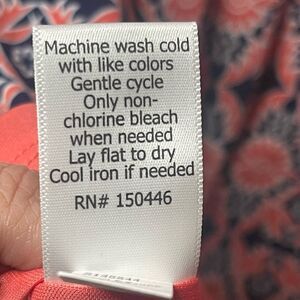 Machine wash cold
with like colors
Gentle cycle
Only non-
chlorine bleach
when needed
Lay flat to dry
Cool iron if needed
RN# 150446